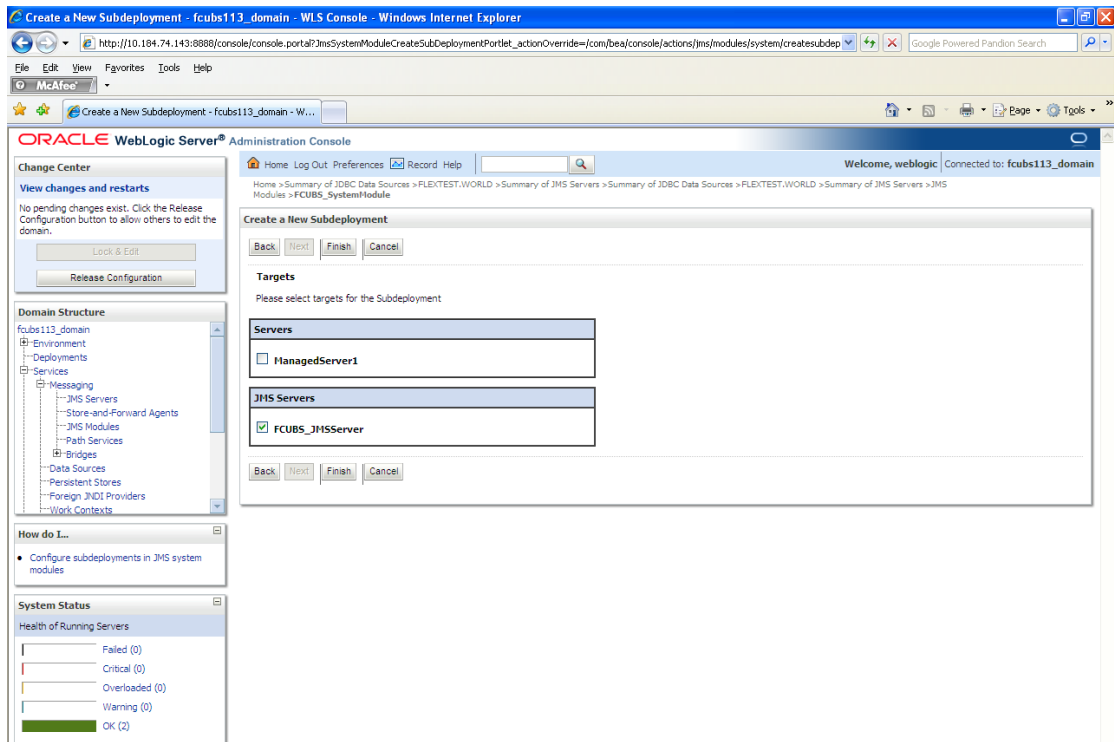 Create a New Subdeployment - fcubs113_domain - WLS Console - Windows Internet Explorer
http://10.184.74.143:8888/console/console.portal?JmsSystemModuleCreateSubDeploymentPortlet_actionOverride=/com/bea/console/actions/jms/modules/system/createsubdep
Google Powered Pandion Search
File Edit View Favorites Tools Help
McAfee
Create a New Subdeployment - fcubs113_domain - W...
Page Tools »
ORACLE WebLogic Server® Administration Console
Change Center
View changes and restarts
No pending changes exist. Click the Release
Configuration button to allow others to edit the
domain.
Lock & Edit
Release Configuration
Domain Structure
fcubs113_domain
Environment
Deployments
Services
Messaging
JMS Servers
Store-and-Forward Agents
JMS Modules
Path Services
Bridges
Data Sources
Persistent Stores
Foreign JNDI Providers
Work Contexts
How do I...
Configure subdeployments in JMS system
modules
System Status
Health of Running Servers
Failed (0)
Critical (0)
Overloaded (0)
Warning (0)
OK (2)
Home Log Out Preferences Record Help
Welcome, weblogic Connected to: fcubs113_domain
Home >Summary of JDBC Data Sources >FLEXTEST.WORLD >Summary of JMS Servers >Summary of JDBC Data Sources >FLEXTEST.WORLD >Summary of JMS Servers >JMS
Modules >FCUBS_SystemModule
Create a New Subdeployment
Back Next Finish Cancel
Targets
Please select targets for the Subdeployment
Servers
ManagedServer1
JMS Servers
FCUBS_JMSServer
Back Next Finish Cancel